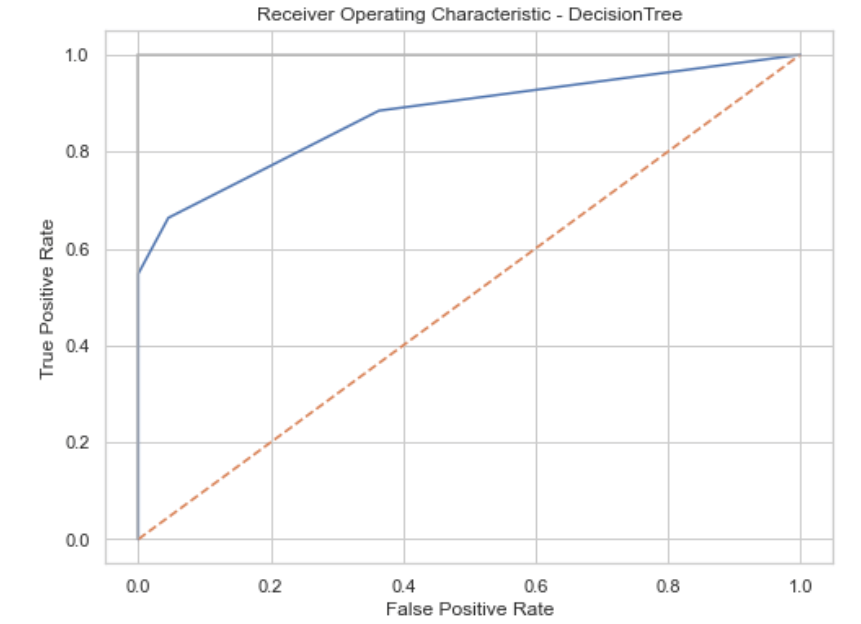 Receiver Operating Characteristic - DecisionTree
1.0
0.8
0.6
0.4
0.2
0.0
True Positive Rate
0.0 0.2 0.4 0.6 0.8 1.0
False Positive Rate